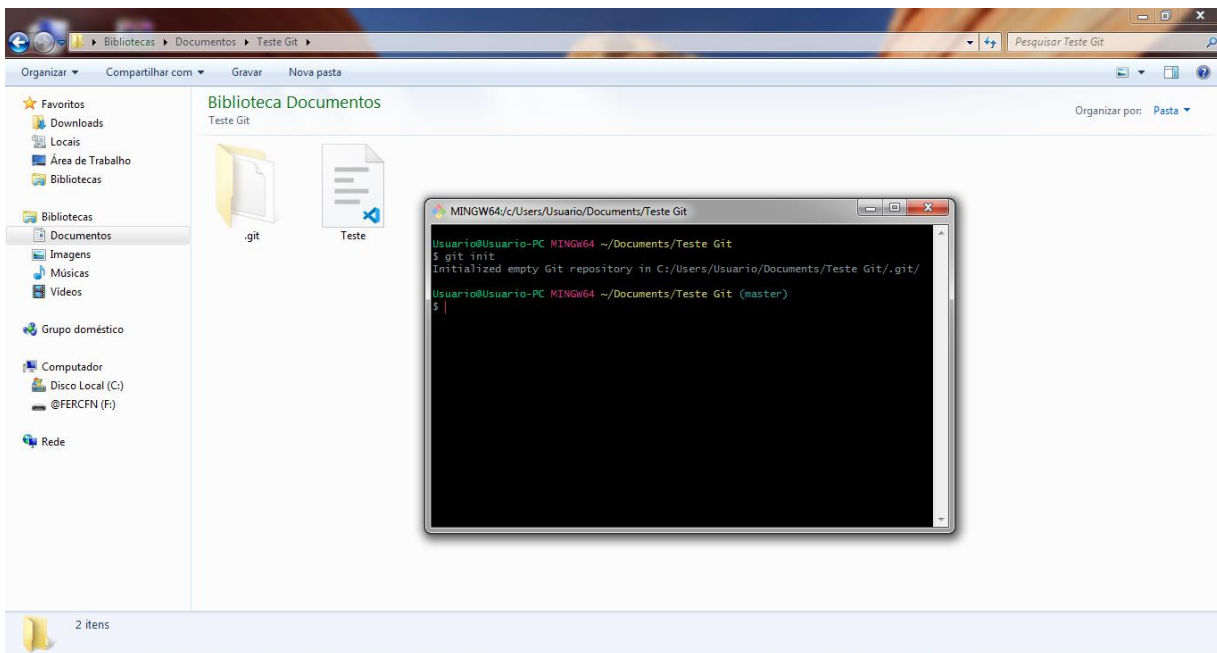 Bibliotecas ▸ Documentos ▸ Teste Git ▸
Pesquisar Teste Git
Organizar ▾ Compartilhar com ▾ Gravar Nova pasta
Favoritos
Downloads
Locais
Área de Trabalho
Bibliotecas
Bibliotecas
Documentos
Imagens
Músicas
Vídeos
Grupo doméstico
Computador
Disco Local (C:)
@FERCFN (F:)
Rede
Biblioteca Documentos
Teste Git
Organizar por: Pasta ▾
.git
Teste
MINGW64:/c/Users/Usuario/Documents/Teste Git
Usuario@Usuario-PC MINGW64 ~/Documents/Teste Git
$ git init
Initialized empty Git repository in C:/Users/Usuario/Documents/Teste Git/.git/
Usuario@Usuario-PC MINGW64 ~/Documents/Teste Git (master)
$
2 itens